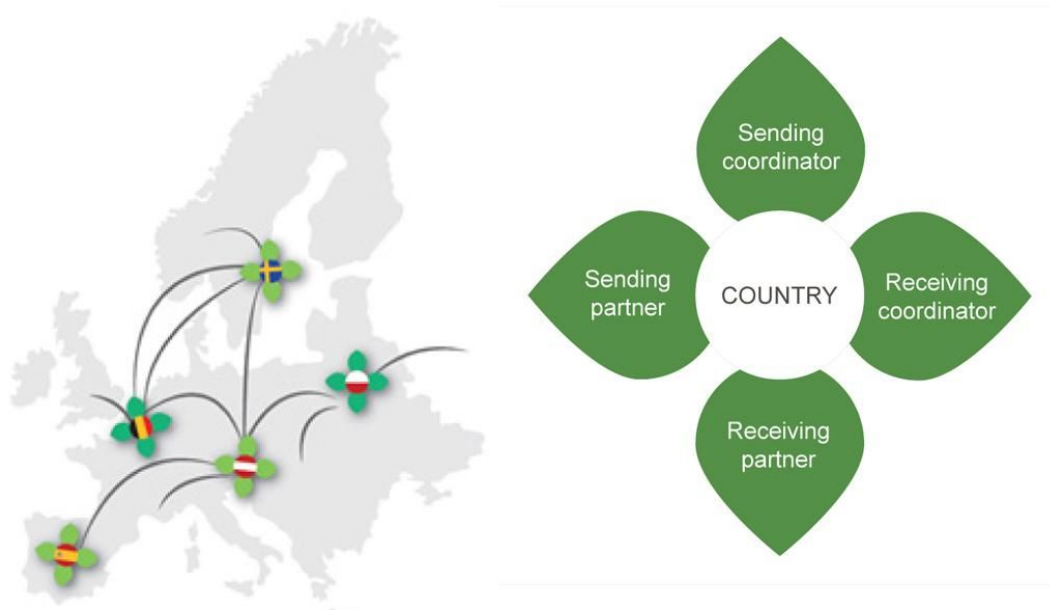 Sending
coordinator
Sending
partner
COUNTRY
Receiving
coordinator
Receiving
partner